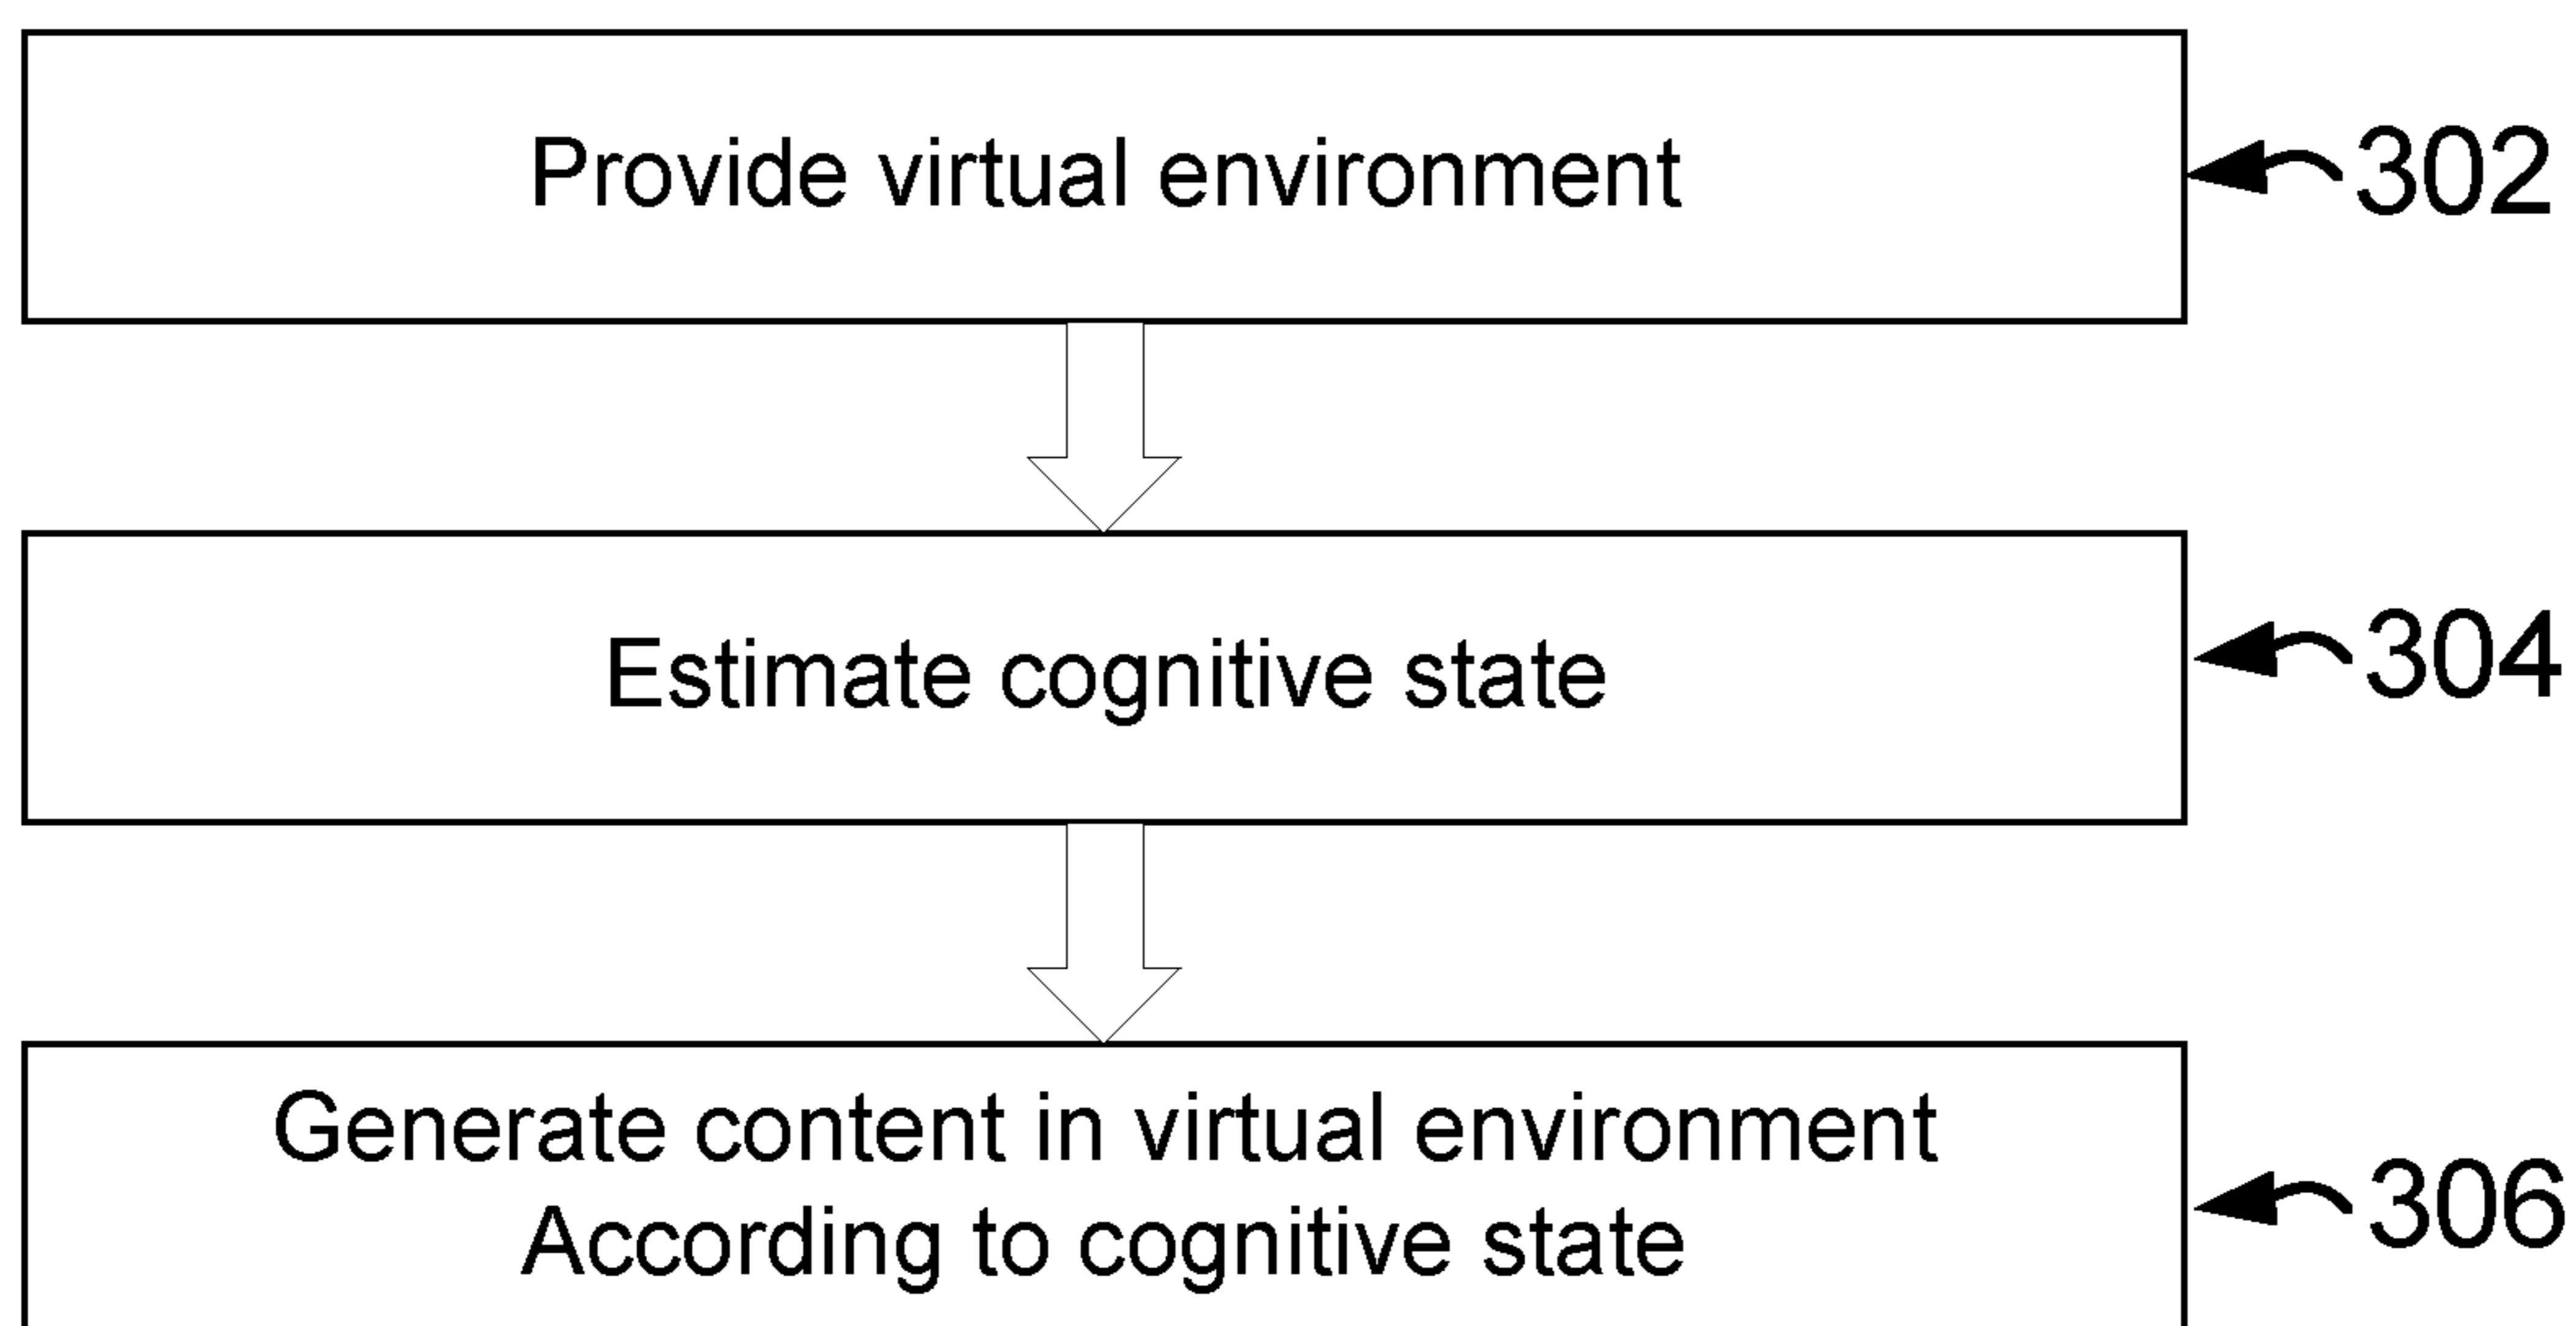 Provide virtual environment
302
Estimate cognitive state
304
Generate content in virtual environment
According to cognitive state
306